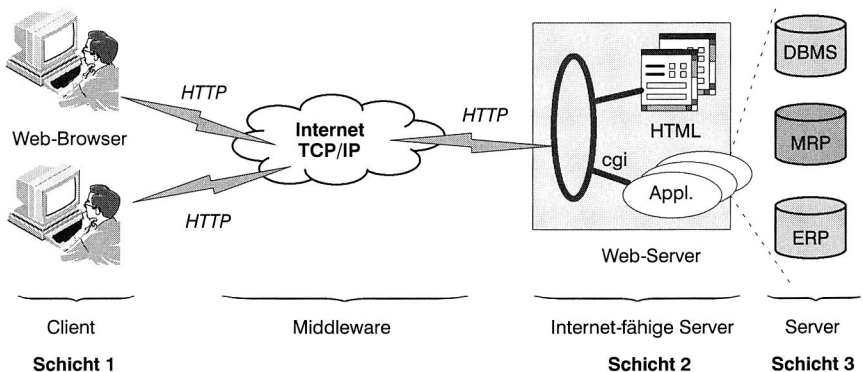 HTTP
HTTP
Web-Browser
Internet
TCP/IP
HTTP
HTML
cgi
Appl.
Web-Server
DBMS
MRP
ERP
Client
Middleware
Internet-fähige Server
Server
Schicht 1
Schicht 2
Schicht 3